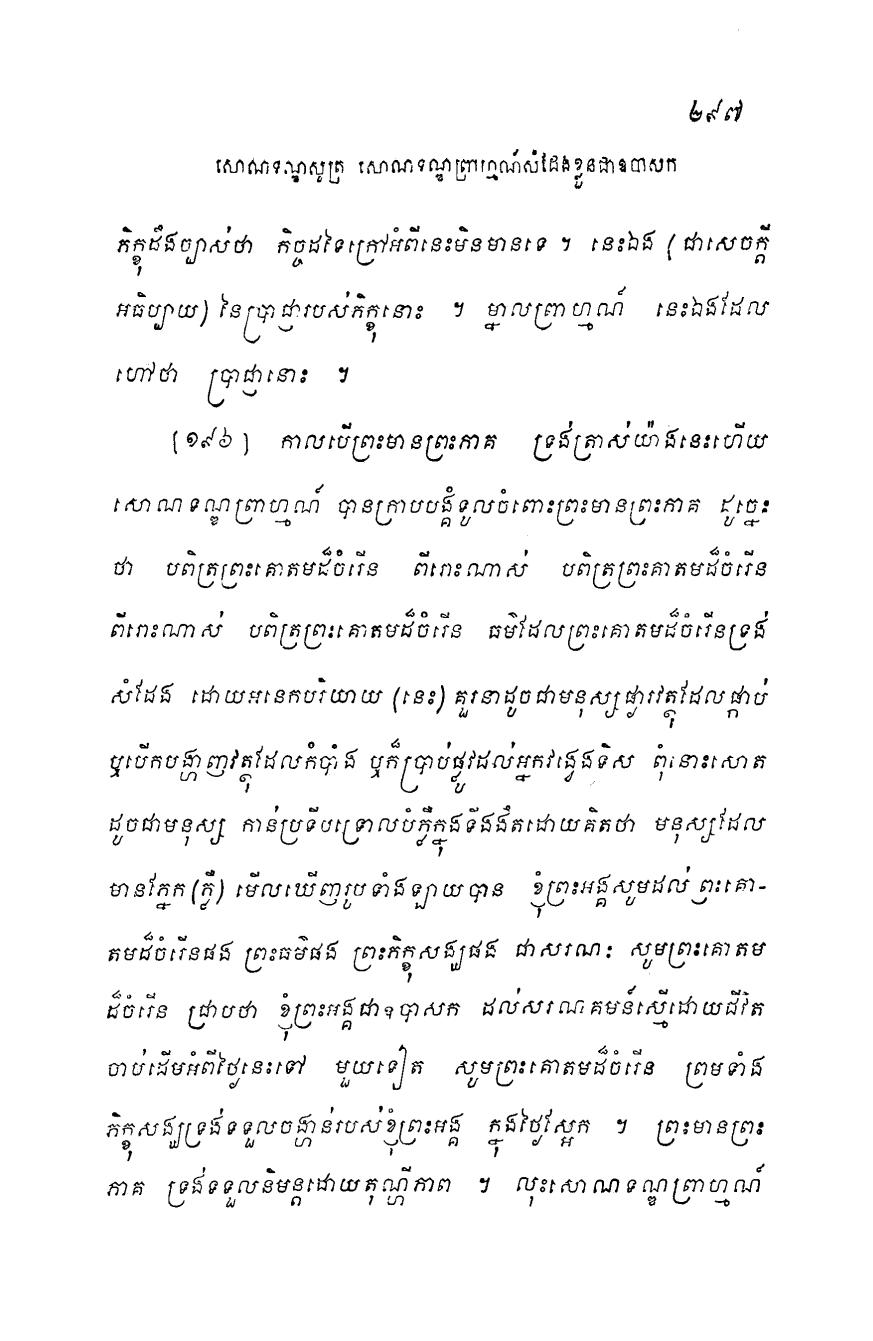 ២៩៧
សោណទណ្ឌសូត្រ សោណទណ្ឌព្រាហ្មណ៍សំដែងខ្លួនជាឧបាសក
ភិក្ខុដឹងច្បាស់ថា កិច្ចដទៃក្រៅអំពីនេះមិនមានទេ ។ នេះឯង (ជាសេចក្តី
អធិប្បាយ) នៃប្រាជ្ញារបស់ភិក្ខុនោះ ។ ម្នាលព្រាហ្មណ៍ នេះឯងដែល
ហៅថា ប្រាជ្ញានោះ ។
(១៩៦) កាលបើព្រះមានព្រះភាគ ទ្រង់ត្រាស់យ៉ាងនេះហើយ
សោណទណ្ឌព្រាហ្មណ៍ បានក្រាបបង្គំទូលចំពោះព្រះមានព្រះភាគ ដូច្នេះ
ថា បពិត្រព្រះគោតមដ៏ចំរើន ពីរោះណាស់ បពិត្រព្រះគោតមដ៏ចំរើន
ពីរោះណាស់ បពិត្រព្រះគោតមដ៏ចំរើន ធម៌ដែលព្រះគោតមដ៏ចំរើនទ្រង់
សំដែង ដោយអនេកបរិយាយ (នេះ) គួរនាដូចជាមនុស្សផ្ងារវត្ថុដែលផ្កាប់
ឬបើកបង្ហាញវត្ថុដែលកំបាំង ឬក៏ប្រាប់ផ្លូវដល់អ្នកវង្វេងទិស ពុំនោះសោត
ដូចជាមនុស្ស កាន់ប្រទីបទ្រោលបំភ្លឺក្នុងទីងងឹតដោយគិតថា មនុស្សដែល
មានភ្នែក (ភ្លឺ) មើលឃើញរូបទាំងឡាយបាន ខ្ញុំព្រះអង្គសូមដល់ ព្រះគោ-
តមដ៏ចំរើនផង ព្រះធម៌ផង ព្រះភិក្ខុសង្ឃផង ជាសរណៈ សូមព្រះគោតម
ដ៏ចំរើន ជ្រាបថា ខ្ញុំព្រះអង្គជាឧបាសក ដល់សរណគមន៍ស្មើដោយជីវិត
ចាប់ដើមអំពីថ្ងៃនេះទៅ មួយទៀត សូមព្រះគោតមដ៏ចំរើន ព្រមទាំង
ភិក្ខុសង្ឃទ្រង់ទទួលចង្ហាន់របស់ខ្ញុំព្រះអង្គ ក្នុងថ្ងៃស្អែក ។ ព្រះមានព្រះ
ភាគ ទ្រង់ទទួលនិមន្តដោយតុណ្ហីភាព ។ លុះសោណទណ្ឌព្រាហ្មណ៍